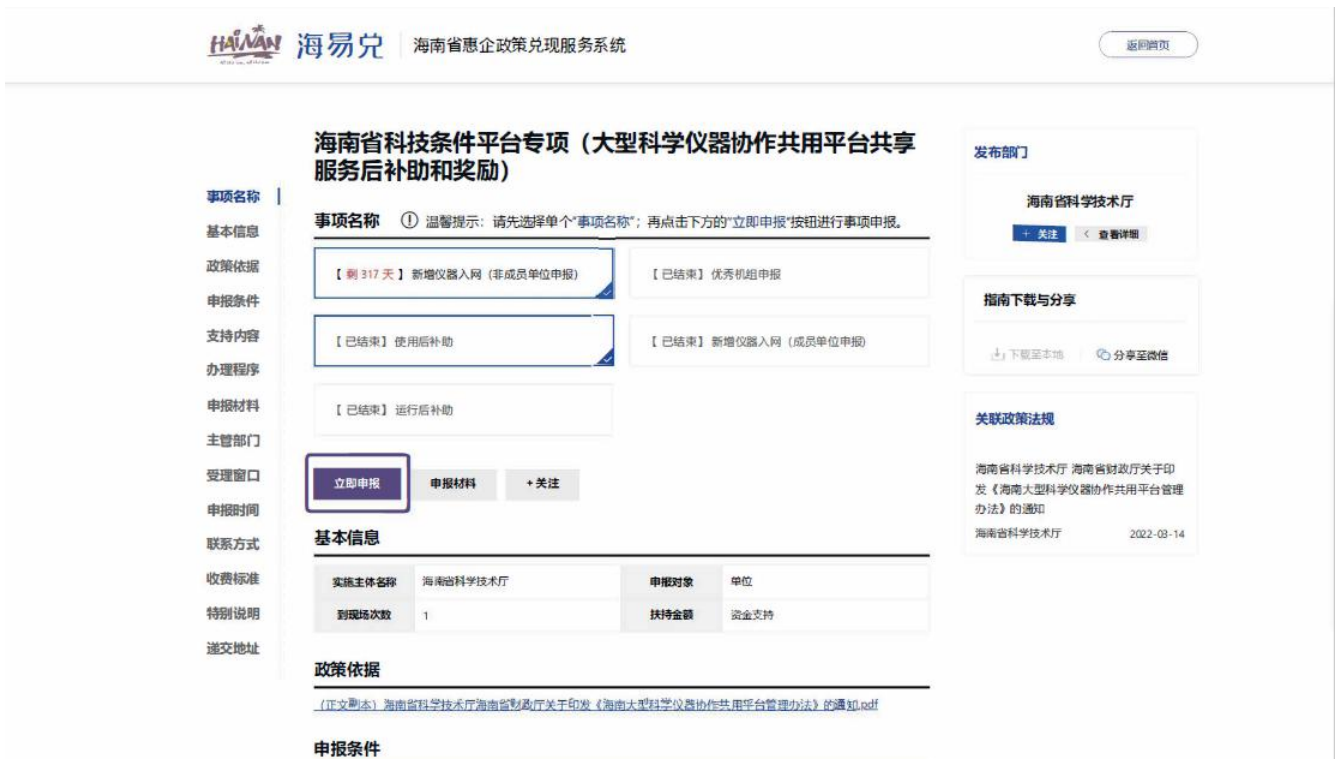 HAINAN 海易兑 海南省惠企政策兑现服务系统
返回首页
海南省科技条件平台专项（大型科学仪器协作共用平台共享
服务后补助和奖励）
事项名称 温馨提示：请先选择单个“事项名称”；再点击下方的“立即申报”按钮进行事项申报。
【剩 317 天】新增仪器入网（非成员单位申报）
【已结束】优秀机组申报
【已结束】使用后补助
【已结束】新增仪器入网（成员单位申报）
【已结束】运行后补助
立即申报 申报材料 +关注
事项名称
基本信息
政策依据
申报条件
支持内容
办理程序
申报材料
主管部门
受理窗口
申报时间
联系方式
收费标准
特别说明
递交地址
基本信息
实施主体名称 海南省科学技术厅 申报对象 单位
到现场次数 1 扶持金额 资金支持
政策依据
（正文副本）海南省科学技术厅海南省财政厅关于印发《海南大型科学仪器协作共用平台管理办法》的通知.pdf
申报条件
发布部门
海南省科学技术厅
+ 关注 查看详细
指南下载与分享
下载至本地 分享至微信
关联政策法规
海南省科学技术厅 海南省财政厅关于印
发《海南大型科学仪器协作共用平台管理
办法》的通知
海南省科学技术厅 2022-03-14